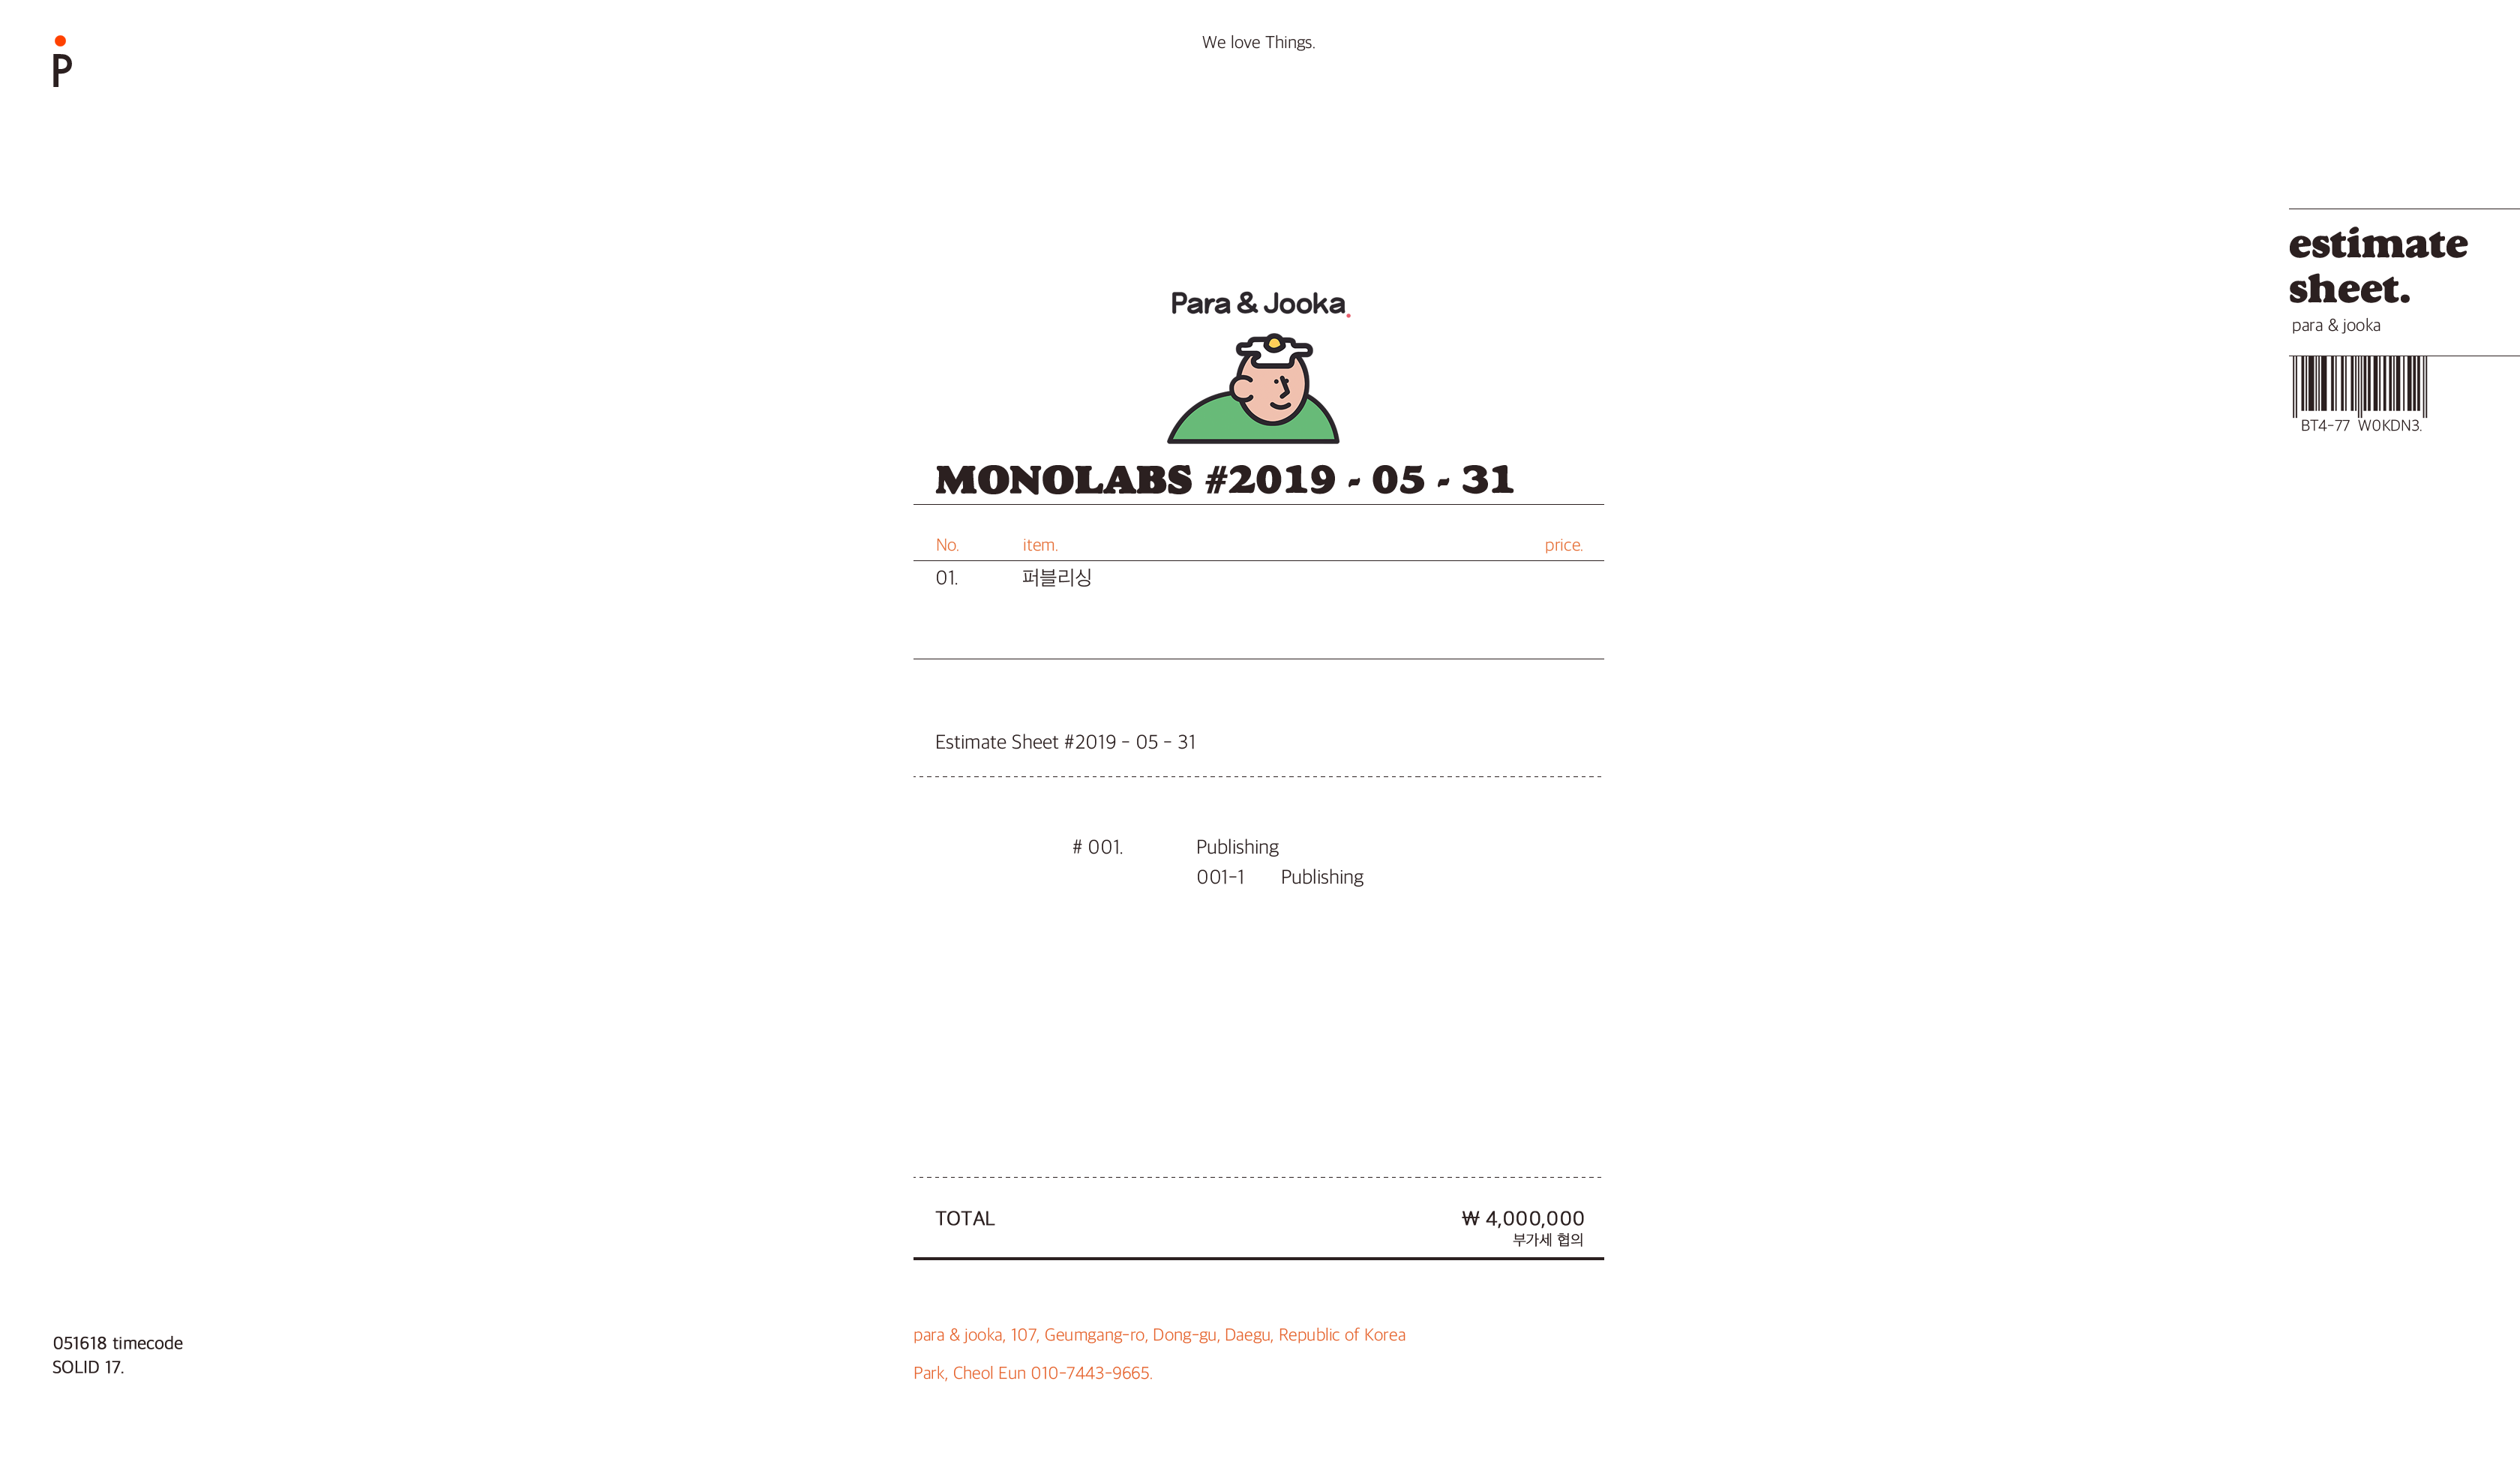 P
We love Things.
estimate
sheet.
para & jooka
BT4-77 W0KDN3.
Para & Jooka.
MONOLABS #2019 - 05 - 31
No. item. price.
01. 퍼블리싱
Estimate Sheet #2019 - 05 - 31
# 001. Publishing
001-1 Publishing
TOTAL ₩ 4,000,000
부가세 협의
051618 timecode
SOLID 17.
para & jooka, 107, Geumgang-ro, Dong-gu, Daegu, Republic of Korea
Park, Cheol Eun 010-7443-9665.